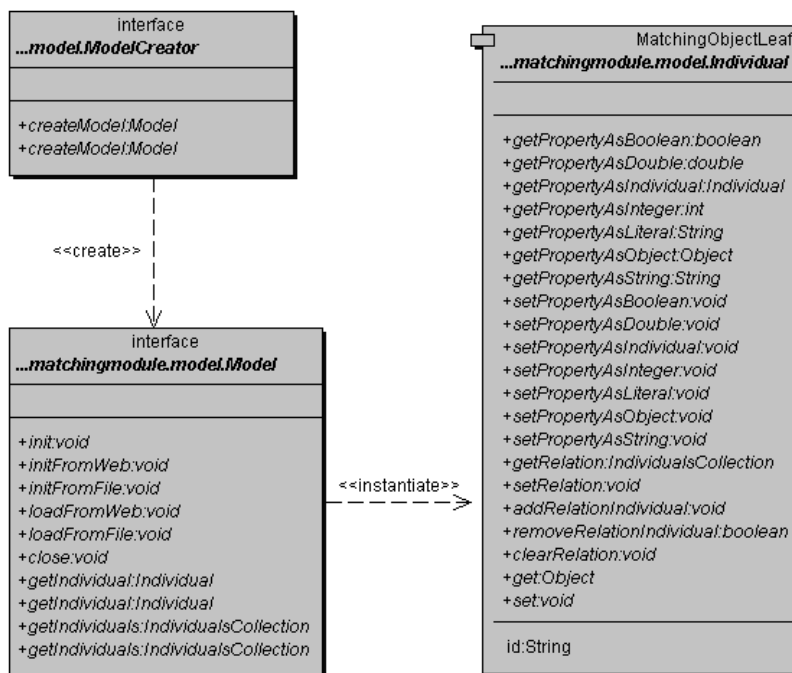 interface
...model.ModelCreator
+createModel:Model
+createModel:Model
<<create>>
interface
...matchingmodule.model.Model
+init:void
+initFromWeb:void
+initFromFile:void
+loadFromWeb:void
+loadFromFile:void
+close:void
+getIndividual:Individual
+getIndividual:Individual
+getIndividuals:IndividualsCollection
+getIndividuals:IndividualsCollection
<<instantiate>>
MatchingObjectLeaf
...matchingmodule.model.Individual
+getPropertyAsBoolean:boolean
+getPropertyAsDouble:double
+getPropertyAsIndividual:Individual
+getPropertyAsInteger:int
+getPropertyAsLiteral:String
+getPropertyAsObject:Object
+getPropertyAsString:String
+setPropertyAsBoolean:void
+setPropertyAsDouble:void
+setPropertyAsIndividual:void
+setPropertyAsInteger:void
+setPropertyAsLiteral:void
+setPropertyAsObject:void
+setPropertyAsString:void
+getRelation:IndividualsCollection
+setRelation:void
+addRelationIndividual:void
+removeRelationIndividual:boolean
+clearRelation:void
+get:Object
+set:void
id:String